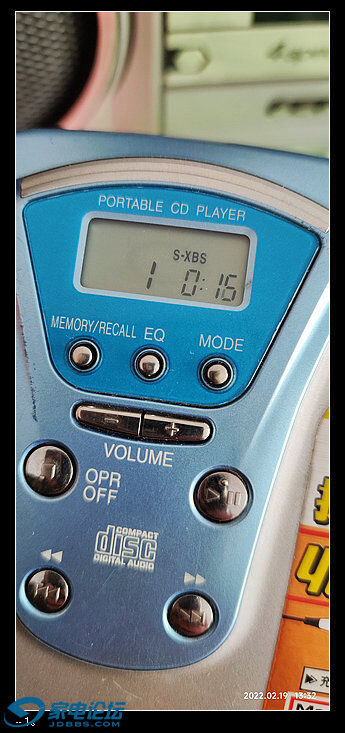 PORTABLE CD PLAYER
S-XBS
1 0:16
MEMORY/RECALL EQ MODE
- +
VOLUME
OPR
OFF
COMPACT
disc
DIGITAL AUDIO
2022.02.19 13:32
家电论坛
JDBBS.COM